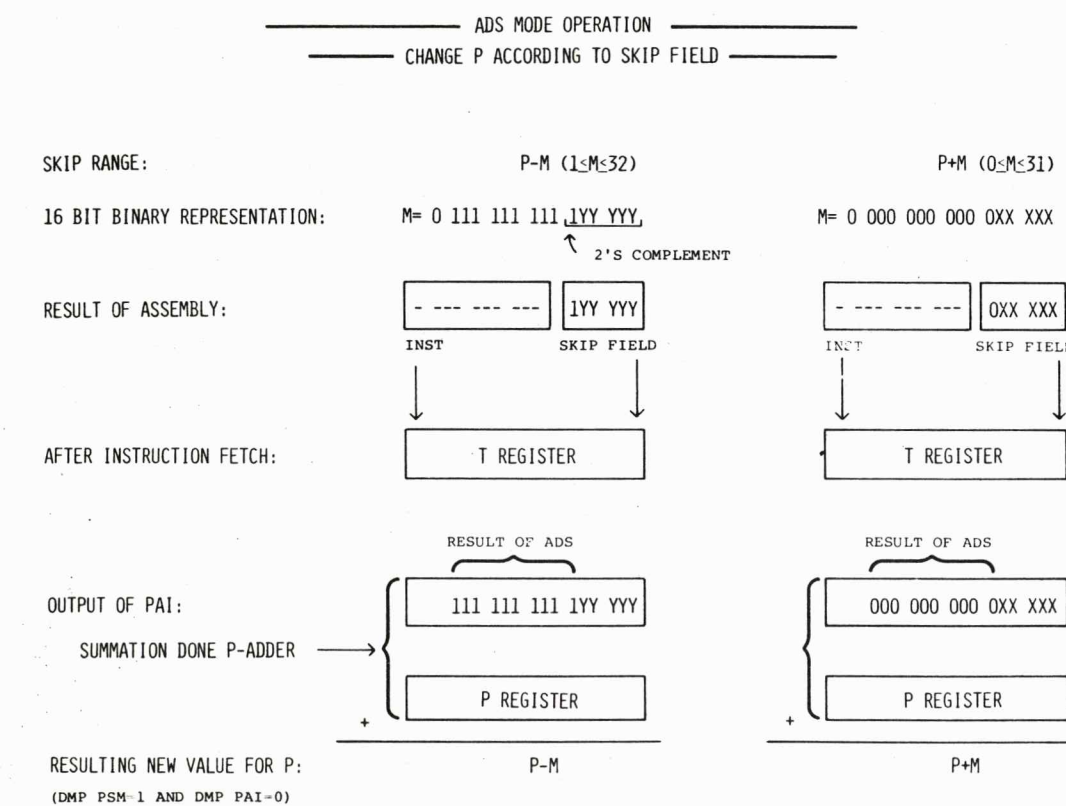 ADS MODE OPERATION
CHANGE P ACCORDING TO SKIP FIELD
SKIP RANGE: P-M (1≤M≤32) P+M (0≤M≤31)
16 BIT BINARY REPRESENTATION: M= 0 111 111 111 1YY YYY M= 0 000 000 000 0XX XXX
2'S COMPLEMENT
RESULT OF ASSEMBLY: - --- --- --- 1YY YYY - --- --- --- 0XX XXX
INST SKIP FIELD INST SKIP FIEL
AFTER INSTRUCTION FETCH: T REGISTER T REGISTER
RESULT OF ADS RESULT OF ADS
OUTPUT OF PAI: 111 111 111 1YY YYY 000 000 000 0XX XXX
SUMMATION DONE P-ADDER
P REGISTER P REGISTER
+ +
RESULTING NEW VALUE FOR P: P-M P+M
(DMP PSM=1 AND DMP PAI=0)